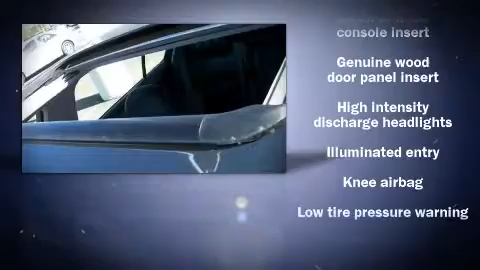 console insert
Genuine wood
door panel insert
High intensity
discharge headlights
Illuminated entry
Knee airbag
Low tire pressure warning